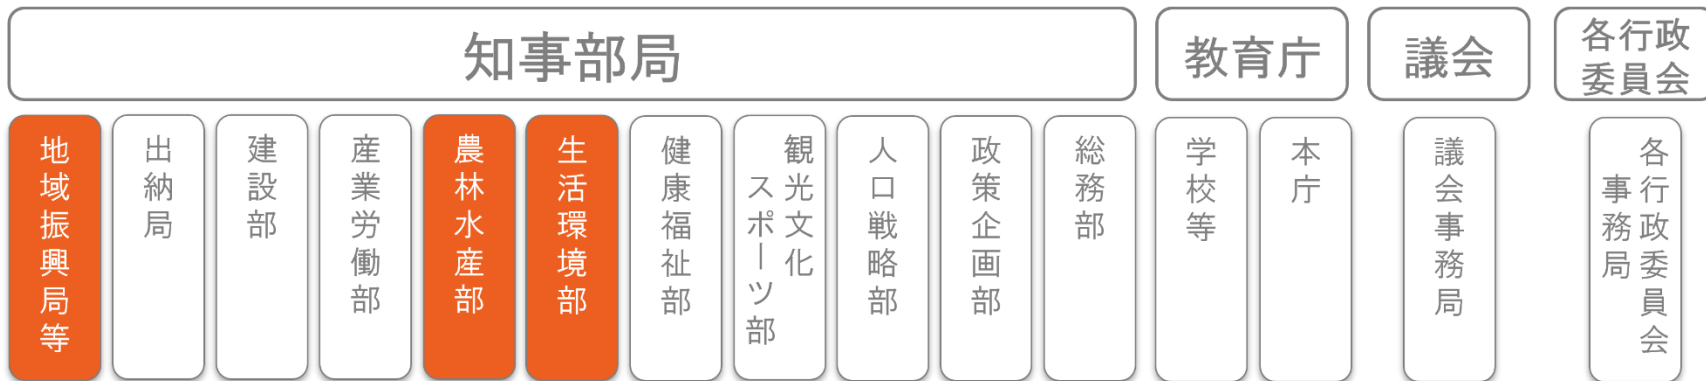 知事部局
教育庁
議会
各行政
委員会
地域振興局等
出納局
建設部
産業労働部
農林水産部
生活環境部
健康福祉部
観光文化
スポーツ部
人口戦略部
政策企画部
総務部
学校等
本庁
議会事務局
各行政委員会
事務局